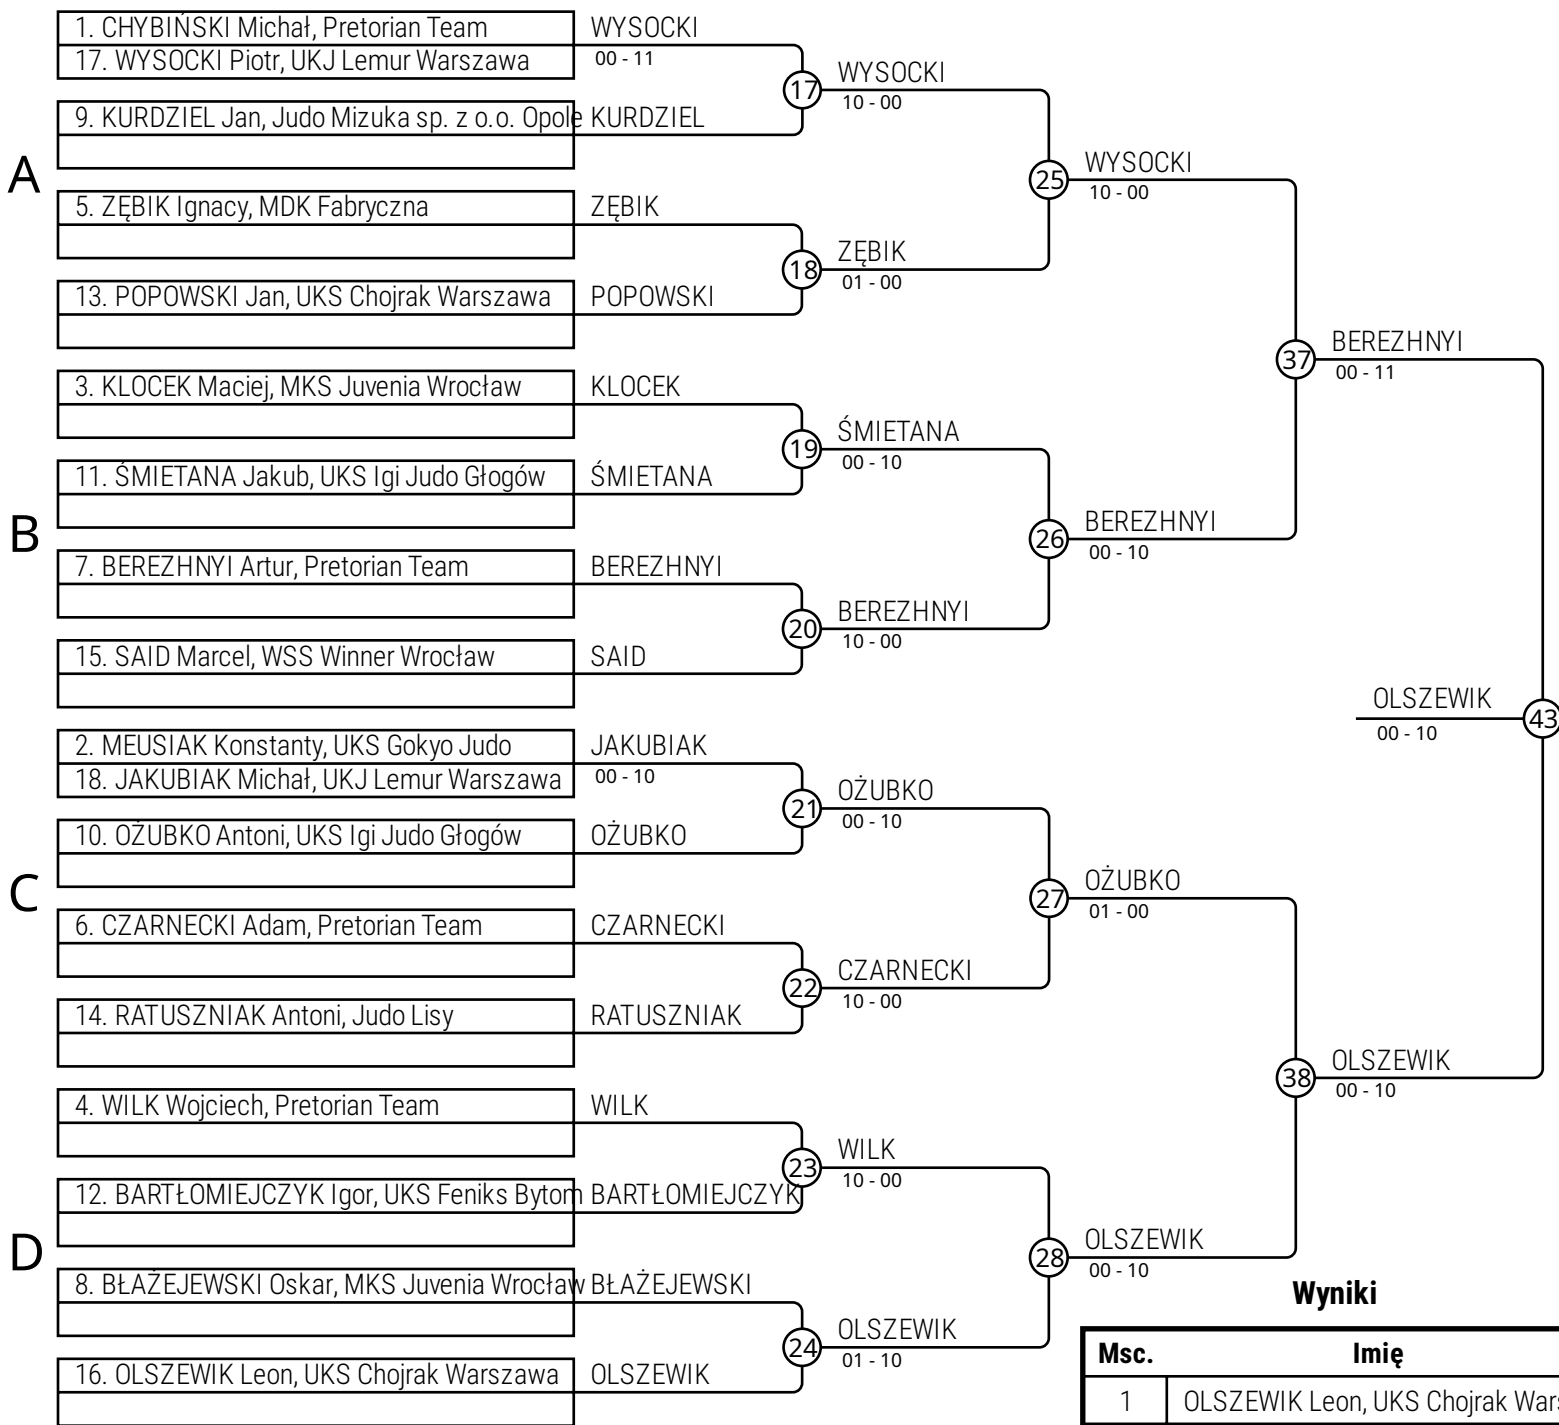 1. CHYBIŃSKI Michał, Pretorian Team
17. WYSOCKI Piotr, UKJ Lemur Warszawa
WYSOCKI
00 - 11
9. KURDZIEL Jan, Judo Mizuka sp. z o.o. Opole
KURDZIEL
17
WYSOCKI
10 - 00
A
5. ZĘBIK Ignacy, MDK Fabryczna
ZĘBIK
13. POPOWSKI Jan, UKS Chojrak Warszawa
POPOWSKI
18
ZĘBIK
01 - 00
25
WYSOCKI
10 - 00
3. KLOCEK Maciej, MKS Juvenia Wrocław
KLOCEK
11. ŚMIETANA Jakub, UKS Igi Judo Głogów
ŚMIETANA
19
ŚMIETANA
00 - 10
B
7. BEREZHNYI Artur, Pretorian Team
BEREZHNYI
15. SAID Marcel, WSS Winner Wrocław
SAID
20
BEREZHNYI
10 - 00
26
BEREZHNYI
00 - 10
37
BEREZHNYI
00 - 11
2. MEUSIAK Konstanty, UKS Gokyo Judo
18. JAKUBIAK Michał, UKJ Lemur Warszawa
JAKUBIAK
00 - 10
10. OŻUBKO Antoni, UKS Igi Judo Głogów
OŻUBKO
21
OŻUBKO
00 - 10
C
6. CZARNECKI Adam, Pretorian Team
CZARNECKI
14. RATUSZNIAK Antoni, Judo Lisy
RATUSZNIAK
22
CZARNECKI
10 - 00
27
OŻUBKO
01 - 00
4. WILK Wojciech, Pretorian Team
WILK
12. BARTŁOMIEJCZYK Igor, UKS Feniks Bytom
BARTŁOMIEJCZYK
23
WILK
10 - 00
D
8. BŁAŻEJEWSKI Oskar, MKS Juvenia Wrocław
BŁAŻEJEWSKI
16. OLSZEWIK Leon, UKS Chojrak Warszawa
OLSZEWIK
24
OLSZEWIK
01 - 10
28
OLSZEWIK
00 - 10
38
OLSZEWIK
00 - 10
OLSZEWIK
00 - 10
43
Wyniki
Msc. Imię
1 OLSZEWIK Leon, UKS Chojrak